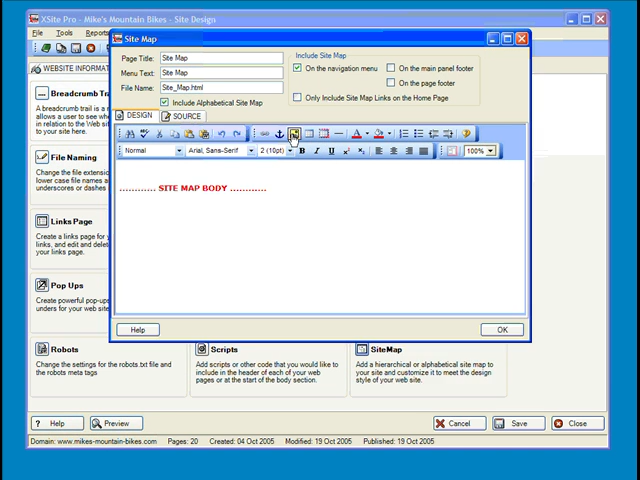 XSite Pro - Mike's Mountain Bikes - Site Design
File Tools Reso
WEBSITE INFORMAT
Breadcrumb Tra
A breadcrumb trail is a
allows a user to see wh
in relation to the Web si
to your site here.
File Naming
Change the file extension
lower case file names a
underscores or dashes i
Links Page
Create a links page for y
links, and edit and delete
your links page.
Pop Ups
Create powerful pop-ups
unders for your web site
Robots
Change the settings for the robots.txt file and
the robots meta tags
Scripts
Add scripts or other code that you would like to
include in the header of each of your web
pages or at the start of the body section.
SiteMap
Add a hierarchical or alphabetical site map to
your site and customize it to meet the design
style of your web site.
Site Map
Page Title: Site Map
Menu Text: Site Map
File Name: Site_Map.html
Include Alphabetical Site Map
Include Site Map
On the navigation menu
On the main panel footer
On the page footer
Only Include Site Map Links on the Home Page
DESIGN SOURCE
Normal Arial, Sans-Serif 2 (10pt) B I U x² x₂ 100%
............ SITE MAP BODY ............
Help OK
Help Preview Cancel Save Close
Domain: www.mikes-mountain-bikes.com Pages: 20 Created: 04 Oct 2005 Modified: 19 Oct 2005 Published: 19 Oct 2005